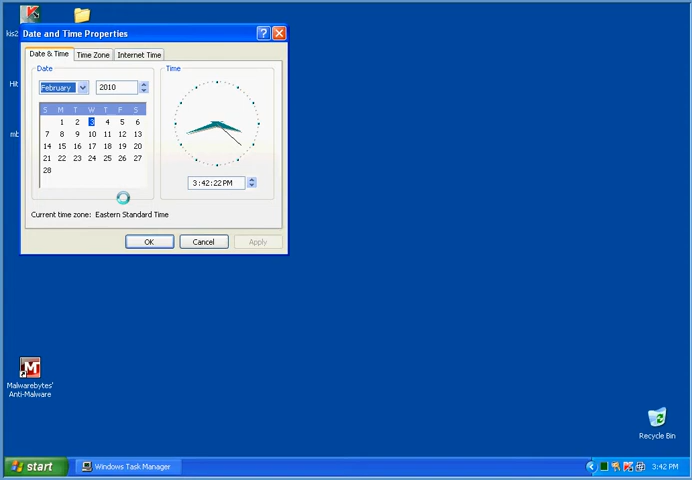 kis2
Date and Time Properties
Date & Time Time Zone Internet Time
Date
Time
February 2010
S M T W T F S
1 2 3 4 5 6
7 8 9 10 11 12 13
14 15 16 17 18 19 20
21 22 23 24 25 26 27
28
3:42:22 PM
Current time zone: Eastern Standard Time
OK Cancel Apply
Hit
mb
Malwarebytes'
Anti-Malware
Recycle Bin
start
Windows Task Manager
3:42 PM